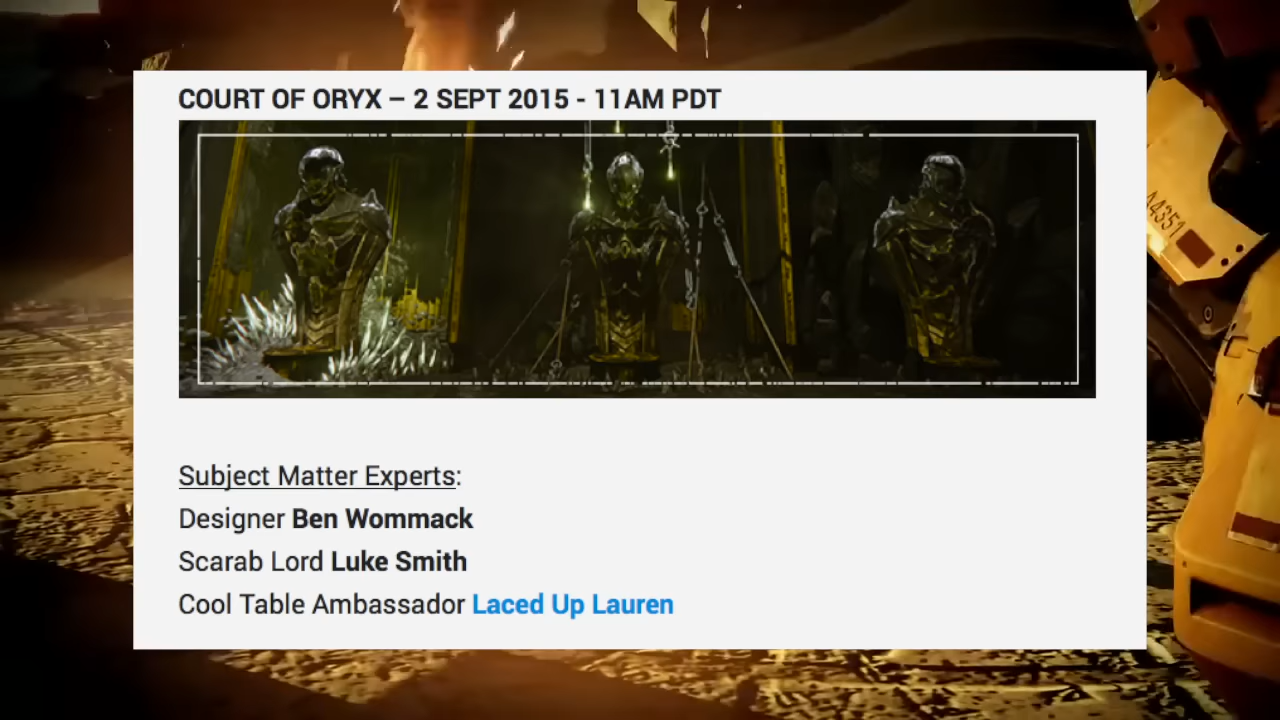 COURT OF ORYX – 2 SEPT 2015 - 11AM PDT
A4351
Subject Matter Experts:
Designer Ben Wommack
Scarab Lord Luke Smith
Cool Table Ambassador Laced Up Lauren